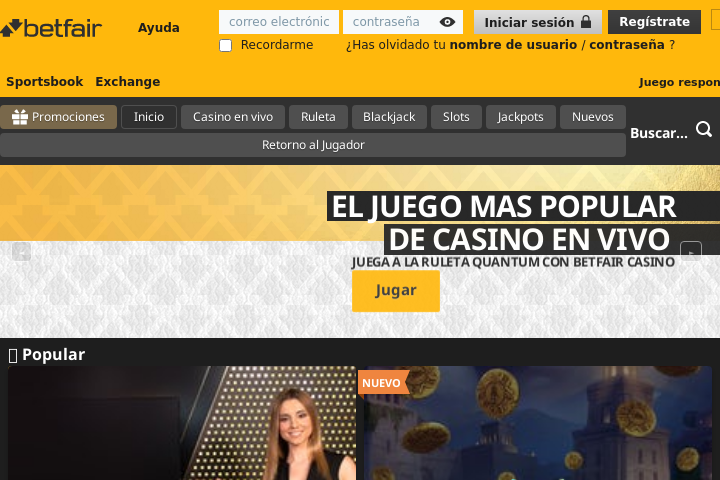 betfair
Ayuda
correo electrónic
contraseña
Iniciar sesión
Regístrate
Recordarme
¿Has olvidado tu nombre de usuario / contraseña ?
Sportsbook Exchange
Juego respon
Promociones Inicio Casino en vivo Ruleta Blackjack Slots Jackpots Nuevos
Buscar...
Retorno al Jugador
EL JUEGO MAS POPULAR
DE CASINO EN VIVO
JUEGA A LA RULETA QUANTUM CON BETFAIR CASINO
Jugar
Popular
NUEVO